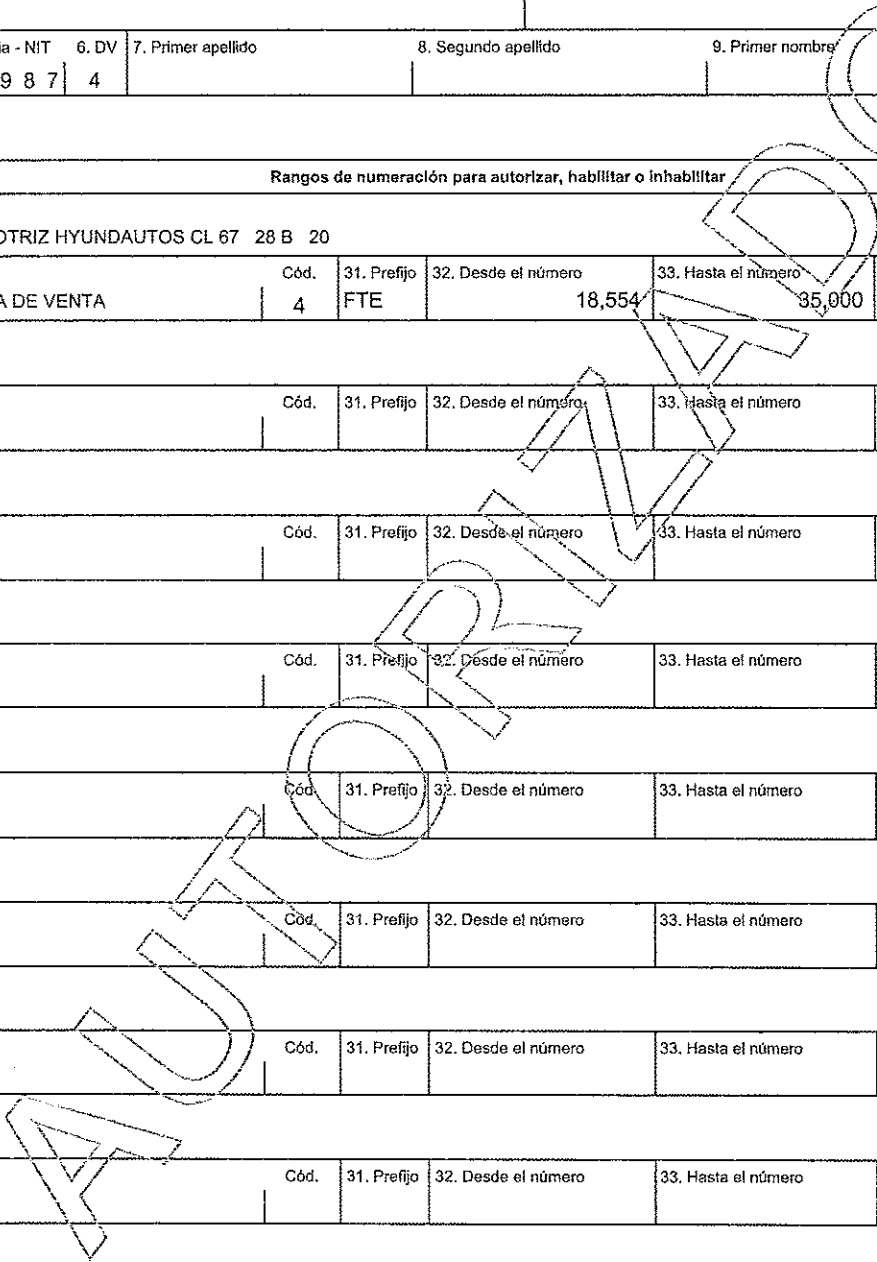 ia - NIT 6. DV 7. Primer apellido 8. Segundo apellido 9. Primer nombre
9 8 7 4
Rangos de numeración para autorizar, habilitar o inhabilitar
OTRIZ HYUNDAUTOS CL 67 28 B 20
Cód. 31. Prefijo 32. Desde el número 33. Hasta el número
A DE VENTA 4 FTE 18,554 35,000
Cód. 31. Prefijo 32. Desde el número 33. Hasta el número
Cód. 31. Prefijo 32. Desde el número 33. Hasta el número
Cód. 31. Prefijo 32. Desde el número 33. Hasta el número
Cód. 31. Prefijo 32. Desde el número 33. Hasta el número
Cód. 31. Prefijo 32. Desde el número 33. Hasta el número
Cód. 31. Prefijo 32. Desde el número 33. Hasta el número
Cód. 31. Prefijo 32. Desde el número 33. Hasta el número
AUTORIZADO